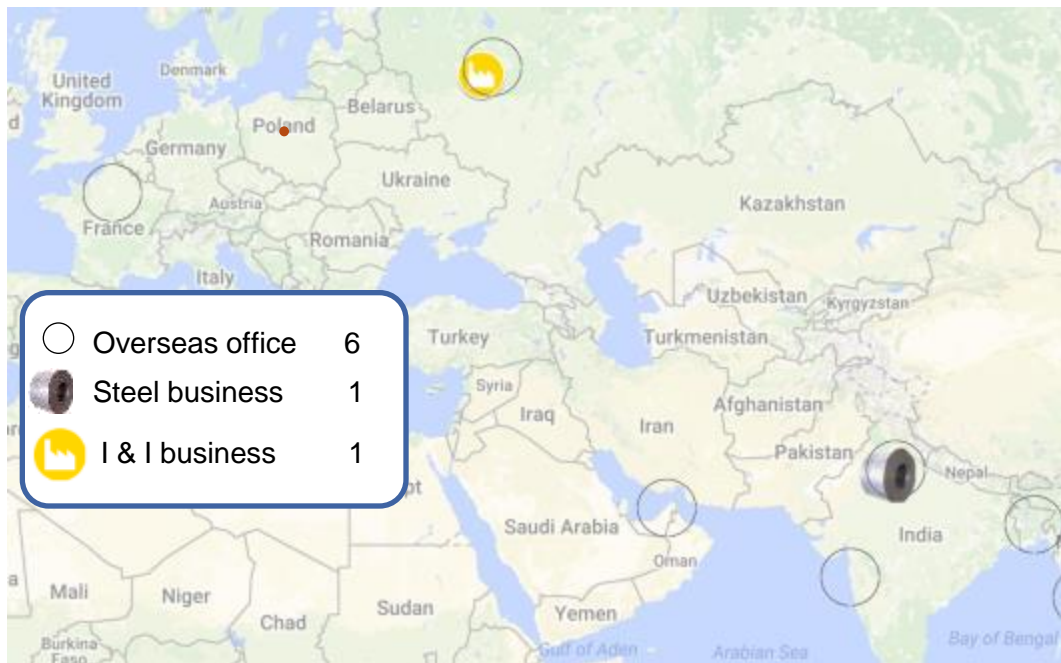 United
Kingdom
d
Denmark
Belarus
Poland
Germany
Ukraine
Austria
France
Romania
Italy
Kazakhstan
Uzbekistan
Kyrgyzstan
Turkey
Turkmenistan
Syria
Iraq
Iran
Afghanistan
Pakistan
Nepal
India
Overseas office 6
Steel business 1
I & I business 1
pt
Saudi Arabia
Oman
a
Mali
Niger
Chad
Sudan
Yemen
Burkina
Faso
Gulf of Aden
Arabian Sea
Bay of Bengal